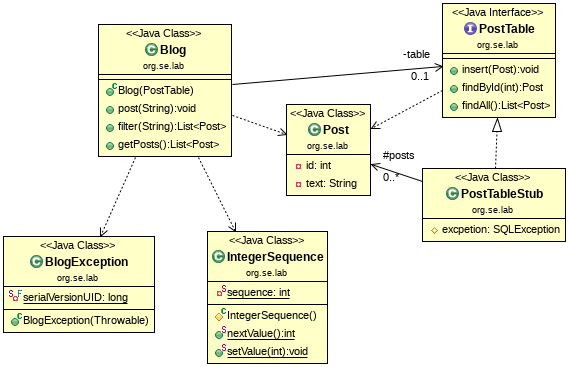 <<Java Class>>
Blog
org.se.lab
Blog(PostTable)
post(String):void
filter(String):List<Post>
getPosts():List<Post>
-table
0..1
<<Java Interface>>
PostTable
org.se.lab
insert(Post):void
findById(int):Post
findAll():List<Post>
<<Java Class>>
Post
org.se.lab
id: int
text: String
#posts
0..*
<<Java Class>>
PostTableStub
org.se.lab
excpetion: SQLException
<<Java Class>>
BlogException
org.se.lab
serialVersionUID: long
BlogException(Throwable)
<<Java Class>>
IntegerSequence
org.se.lab
sequence: int
IntegerSequence()
nextValue():int
setValue(int):void